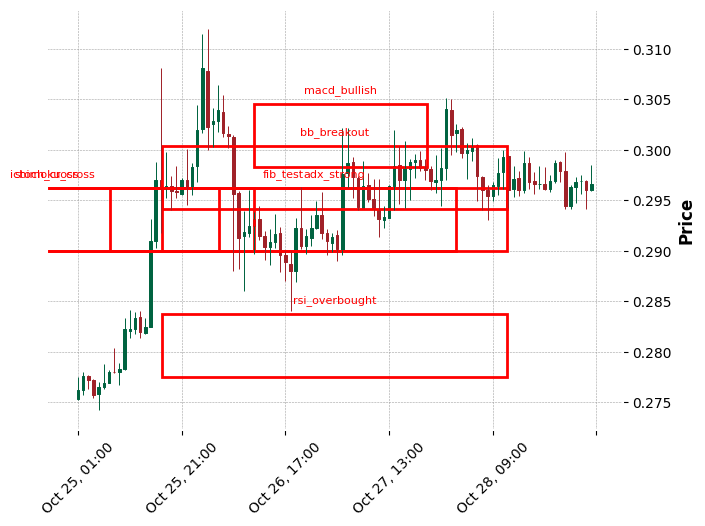 0.310
0.305
macd_bullish
0.300
bb_breakout
fib_test
adx_strong
0.295
Price
0.290
0.285
rsi_overbought
0.280
0.275
Oct 25, 01:00
Oct 25, 21:00
Oct 26, 17:00
Oct 27, 13:00
Oct 28, 09:00